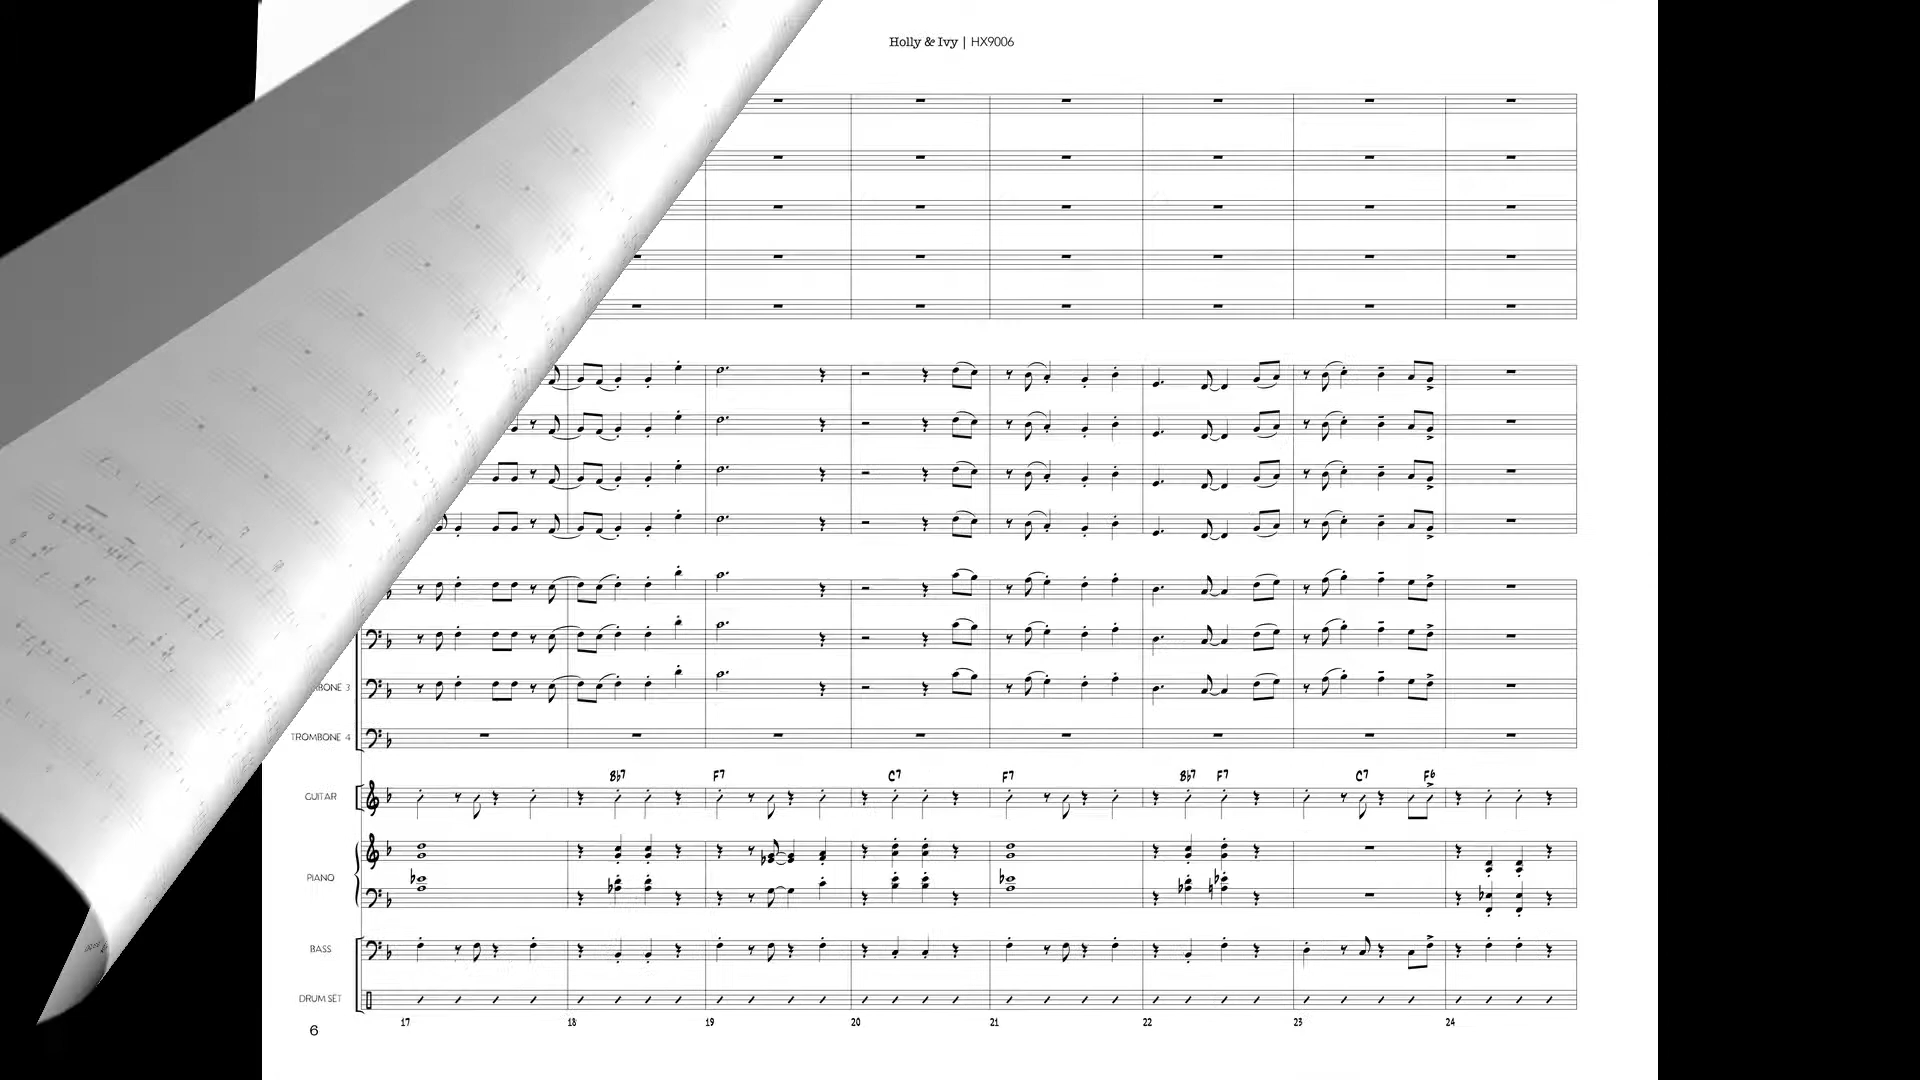 Holly & Ivy | HX9006
BONE 3
TROMBONE 4
Bb7 F7 C7 F7 Bb7 F7 C7 F6
GUITAR
PIANO
BASS
DRUM SET
17 18 19 20 21 22 23 24
6